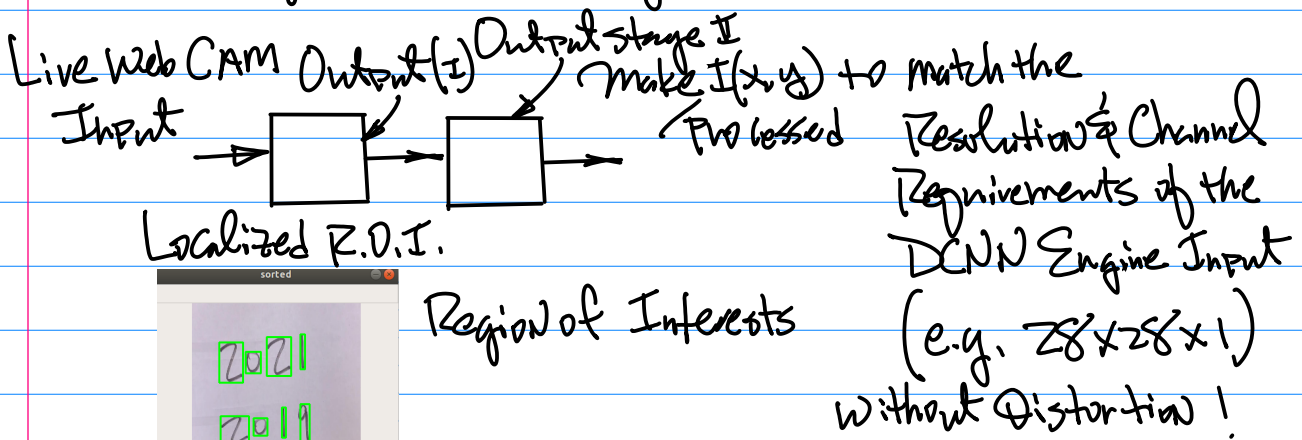 Live Web CAM Output(I) Output stage II
Input
Make I(x,y) to match the
Processed Resolution & Channel
Requirements of the
DCNN Engine Input
(e.g. 28x28x1)
without Distortion!
Localized R.O.I.
Region of Interests
sorted
2021
2019